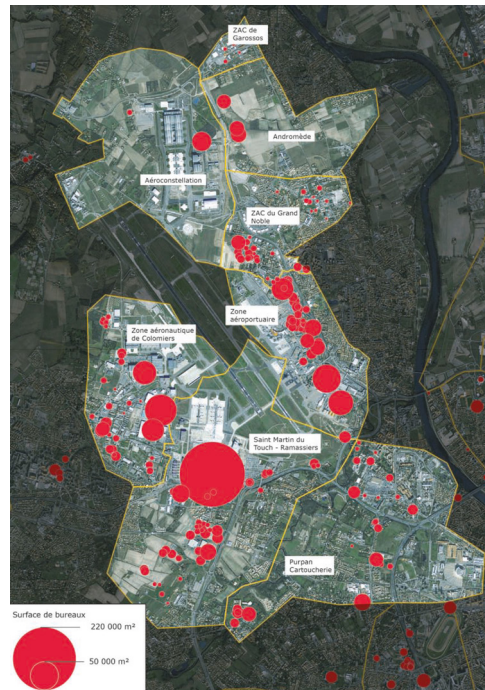 ZAC de
Garossos
Andromède
Aéroconstellation
ZAC du Grand
Noble
Zone
aéroportuaire
Zone aéronautique
de Colomiers
Saint Martin du
Touch - Ramassiers
Purpan
Cartoucherie
Surface de bureaux
220 000 m²
50 000 m²